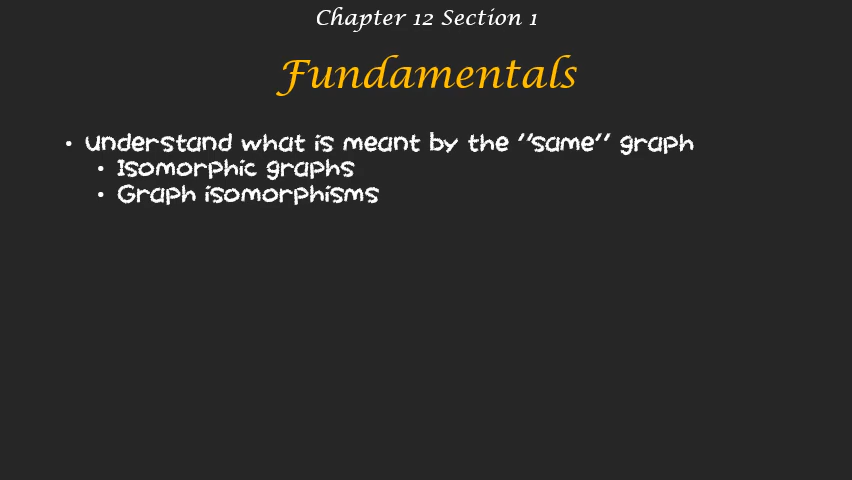 Chapter 12 Section 1
Fundamentals
• understand what is meant by the "same" graph
• Isomorphic graphs
• Graph isomorphisms